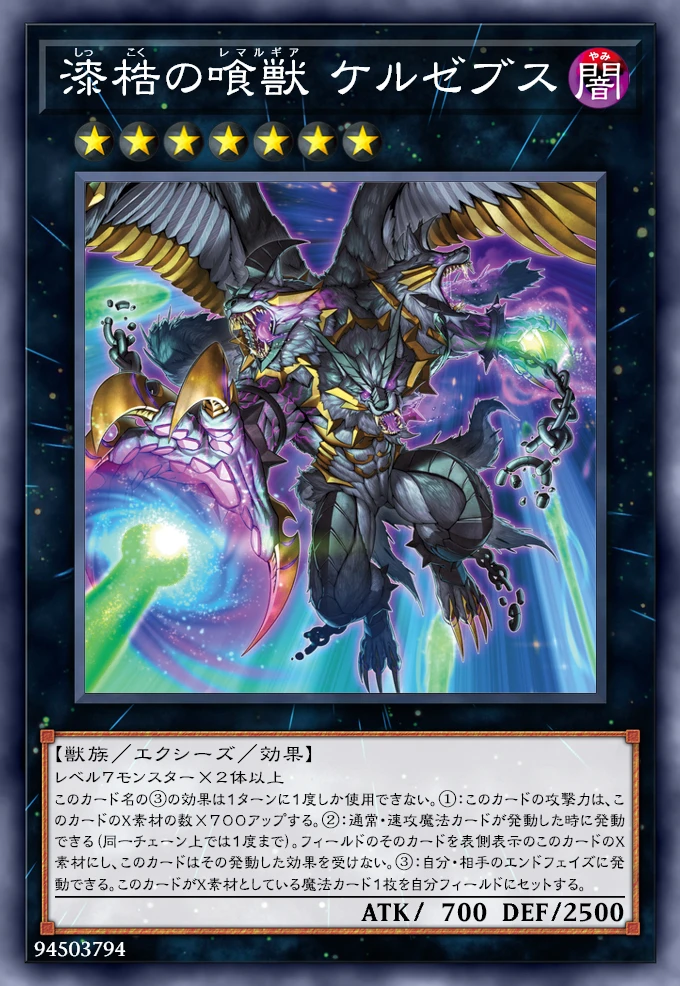 しっこく レマルギア
漆梏の喰獣 ケルゼブス
やみ
闇
【獣族／エクシーズ／効果】
レベル７モンスター×２体以上
このカード名の③の効果は１ターンに１度しか使用できない。①：このカードの攻撃力は、こ
のカードのX素材の数×７００アップする。②：通常・速攻魔法カードが発動した時に発動
できる（同一チェーン上では１度まで）。フィールドのそのカードを表側表示のこのカードのX
素材にし、このカードはその発動した効果を受けない。③：自分・相手のエンドフェイズに発
動できる。このカードがX素材としている魔法カード１枚を自分フィールドにセットする。
ATK/ 700 DEF/2500
94503794